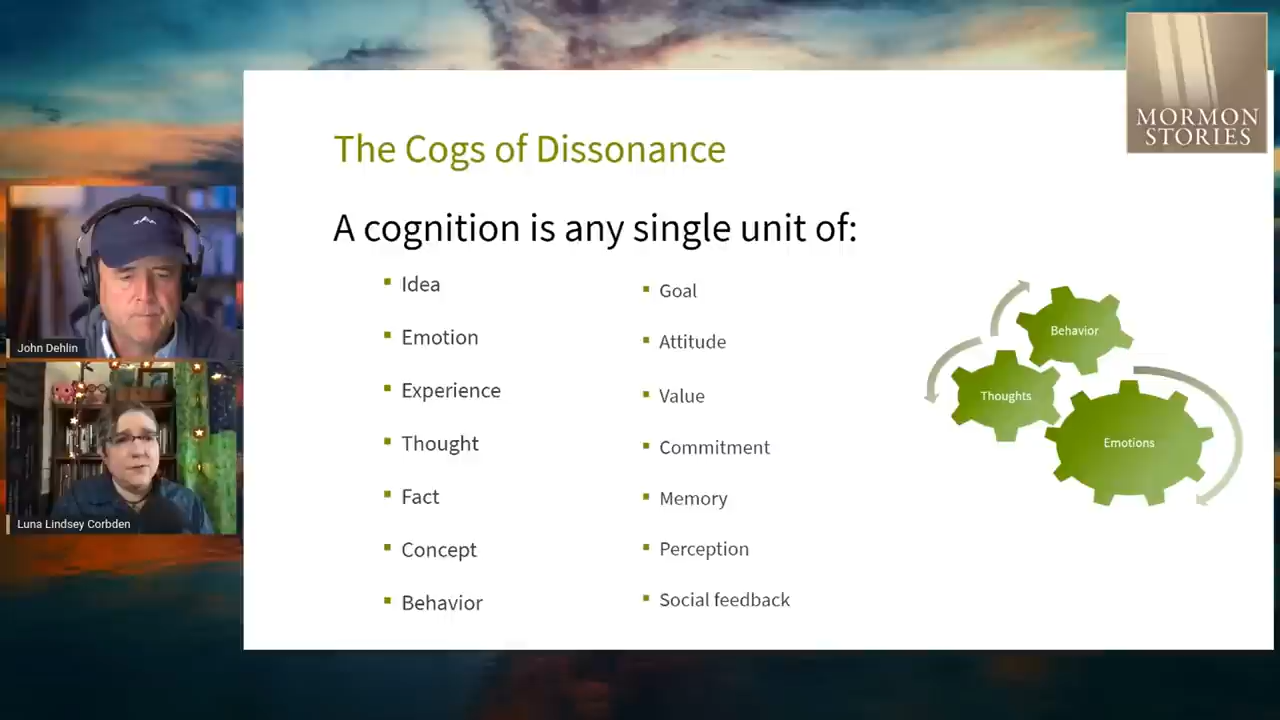 MORMON
STORIES
The Cogs of Dissonance
A cognition is any single unit of:
Idea
Emotion
Experience
Thought
Fact
Concept
Behavior
Goal
Attitude
Value
Commitment
Memory
Perception
Social feedback
Behavior
Thoughts
Emotions
John Dehlin
Luna Lindsey Corbden